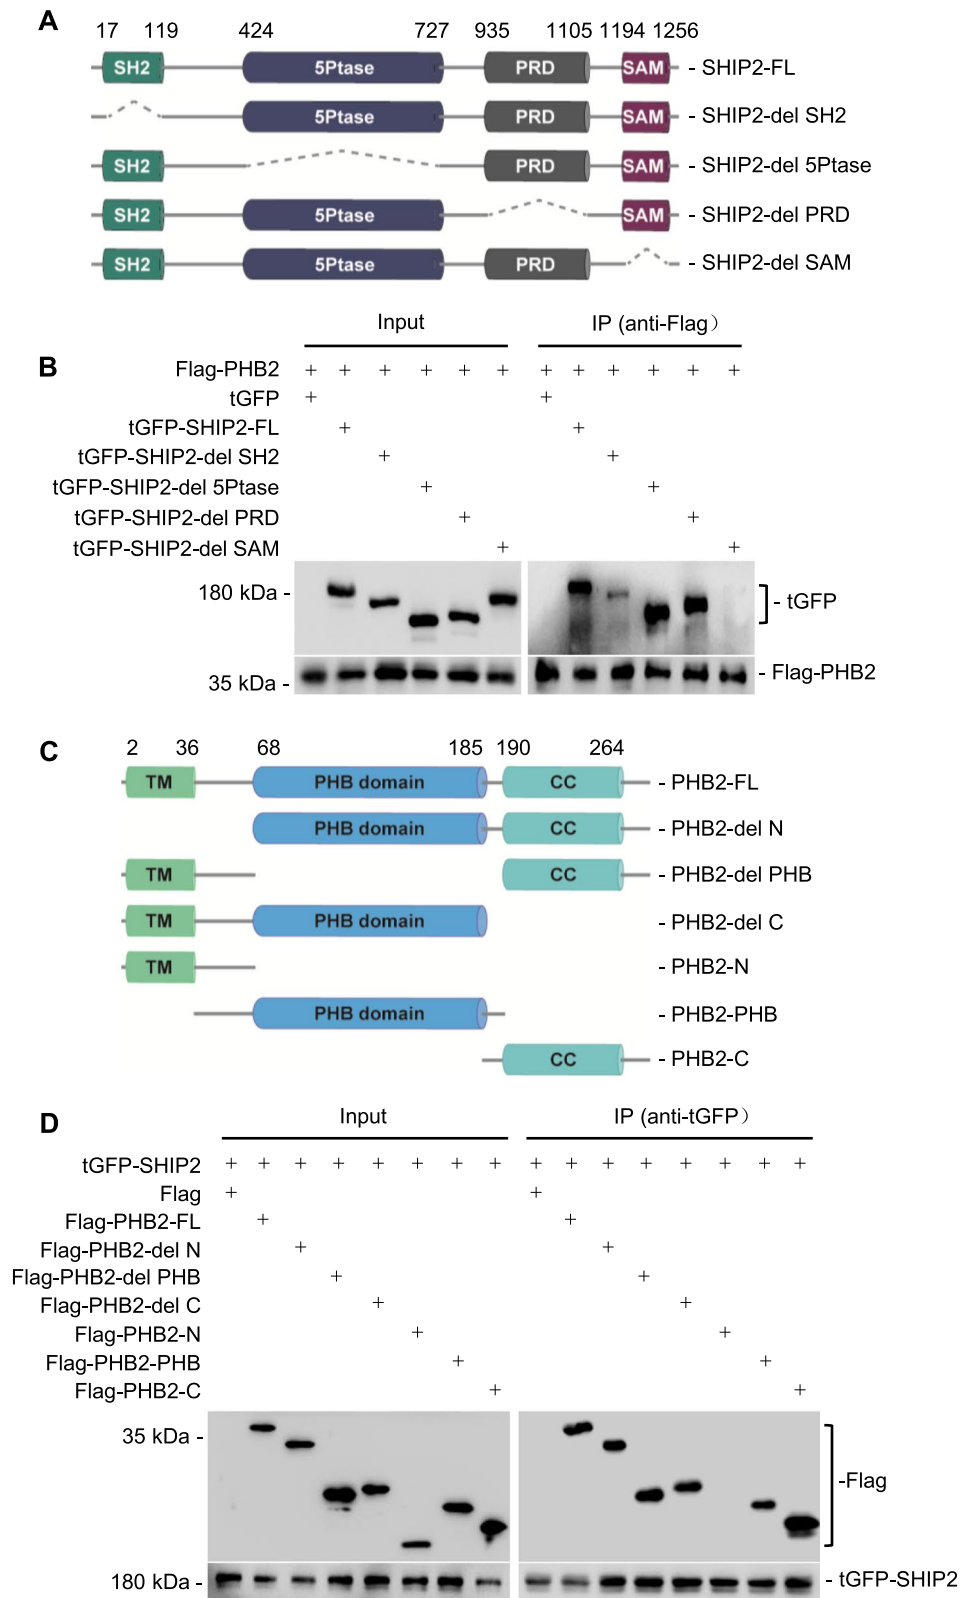 A
17 119 424 727 935 1105 1194 1256
SH2 5Ptase PRD SAM - SHIP2-FL
5Ptase PRD SAM - SHIP2-del SH2
SH2 PRD SAM - SHIP2-del 5Ptase
SH2 5Ptase SAM - SHIP2-del PRD
SH2 5Ptase PRD - SHIP2-del SAM
B
Input IP (anti-Flag）
Flag-PHB2 + + + + + + + + + + + +
tGFP + +
tGFP-SHIP2-FL + +
tGFP-SHIP2-del SH2 + +
tGFP-SHIP2-del 5Ptase + +
tGFP-SHIP2-del PRD + +
tGFP-SHIP2-del SAM + +
180 kDa - - tGFP
35 kDa - - Flag-PHB2
C
2 36 68 185 190 264
TM PHB domain CC - PHB2-FL
PHB domain CC - PHB2-del N
TM CC - PHB2-del PHB
TM PHB domain - PHB2-del C
TM - PHB2-N
PHB domain - PHB2-PHB
CC - PHB2-C
D
Input IP (anti-tGFP）
tGFP-SHIP2 + + + + + + + + + + + + + + + +
Flag + +
Flag-PHB2-FL + +
Flag-PHB2-del N + +
Flag-PHB2-del PHB + +
Flag-PHB2-del C + +
Flag-PHB2-N + +
Flag-PHB2-PHB + +
Flag-PHB2-C + +
35 kDa - -Flag
180 kDa - - tGFP-SHIP2